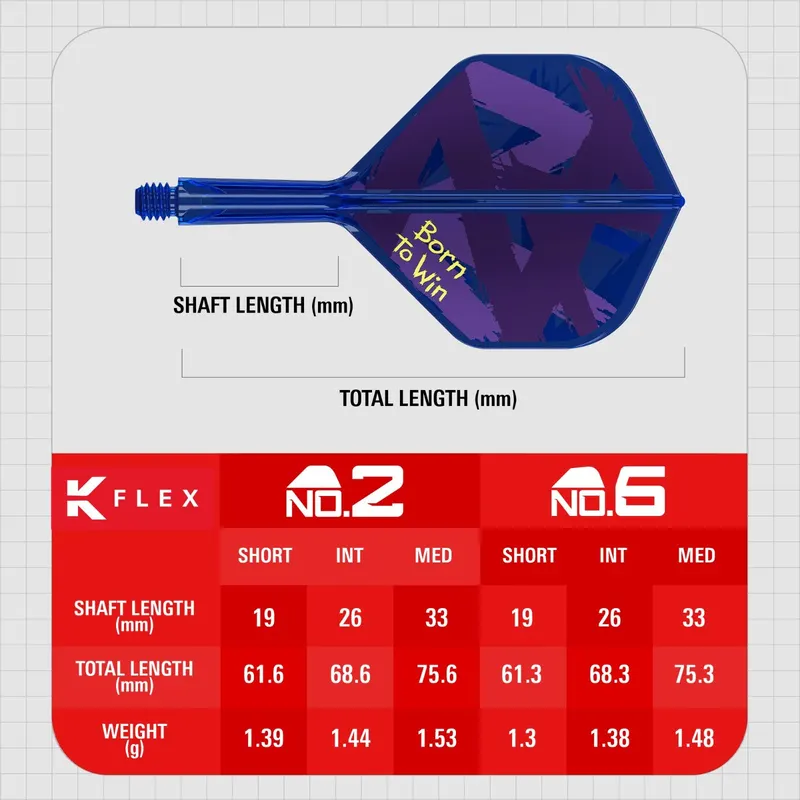 Born
To Win
SHAFT LENGTH (mm)
TOTAL LENGTH (mm)
K FLEX NO.2 NO.6
SHORT INT MED SHORT INT MED
SHAFT LENGTH
(mm) 19 26 33 19 26 33
TOTAL LENGTH
(mm) 61.6 68.6 75.6 61.3 68.3 75.3
WEIGHT
(g) 1.39 1.44 1.53 1.3 1.38 1.48